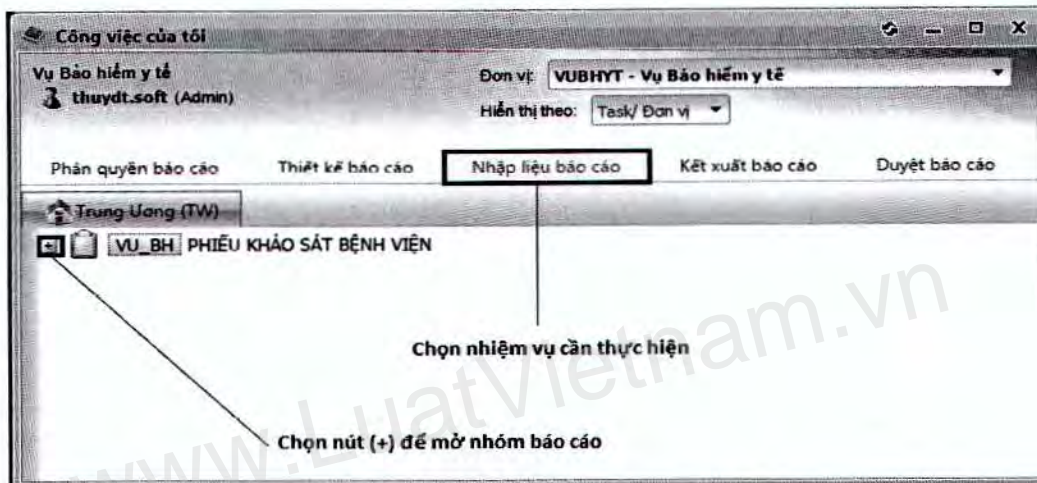 Công việc của tôi
Vụ Bảo hiểm y tế
Đơn vị: VUBHYT - Vụ Bảo hiểm y tế
thuydt.soft (Admin)
Hiển thị theo: Task/ Đơn vị
Phân quyền báo cáo Thiết kế báo cáo Nhập liệu báo cáo Kết xuất báo cáo Duyệt báo cáo
Trung Ương (TW)
VU_BH PHIẾU KHẢO SÁT BỆNH VIỆN
Chọn nhiệm vụ cần thực hiện
Chọn nút (+) để mở nhóm báo cáo
www.LuatVietnam.vn